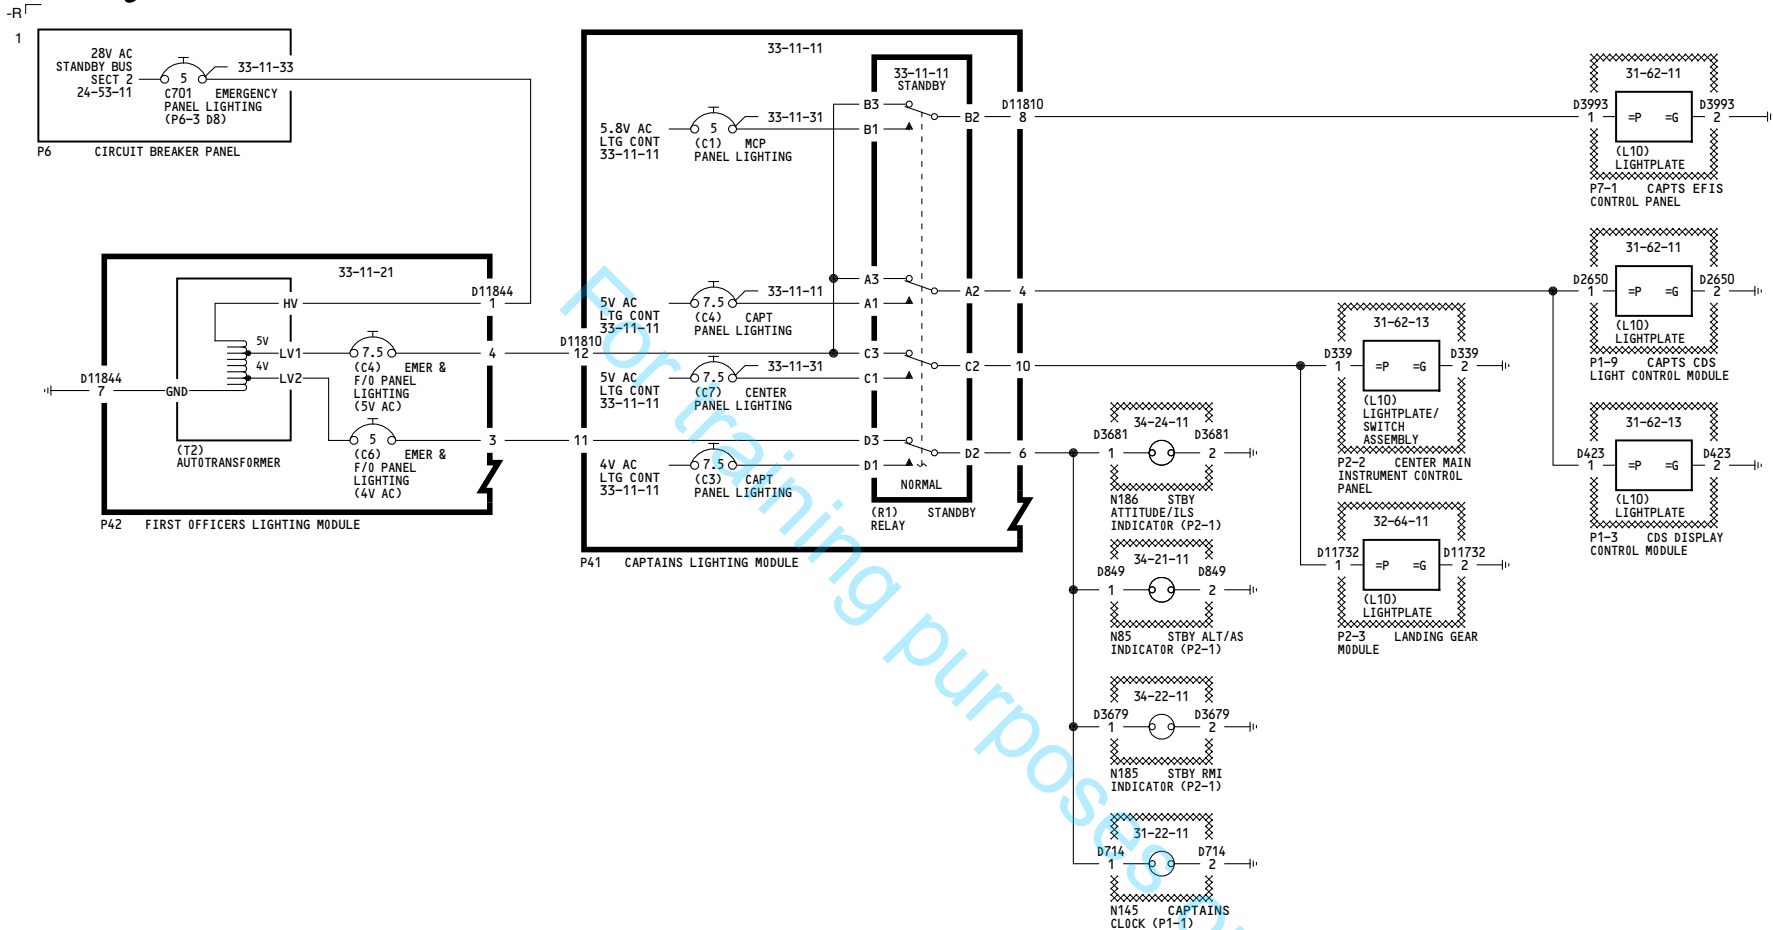 -R
1
28V AC
STANDBY BUS
SECT 2
24-53-11
5
33-11-33
C701 EMERGENCY
PANEL LIGHTING
(P6-3 D8)
P6 CIRCUIT BREAKER PANEL
33-11-21
D11844
1
HV
5V
LV1
7.5
4
4V
(C4) EMER &
F/O PANEL
LIGHTING
(5V AC)
LV2
D11844
7
GND
5
3
(C6) EMER &
F/O PANEL
LIGHTING
(4V AC)
(T2)
AUTOTRANSFORMER
P42 FIRST OFFICERS LIGHTING MODULE
33-11-11
33-11-11
STANDBY
5.8V AC
LTG CONT
33-11-11
5
33-11-31
(C1) MCP
PANEL LIGHTING
B3
B1
B2
D11810
8
5V AC
LTG CONT
33-11-11
7.5
33-11-11
(C4) CAPT
PANEL LIGHTING
A3
A1
A2
4
D11810
12
5V AC
LTG CONT
33-11-11
7.5
33-11-31
(C7) CENTER
PANEL LIGHTING
C3
C1
C2
10
11
4V AC
LTG CONT
33-11-11
7.5
(C3) CAPT
PANEL LIGHTING
D3
D1
D2
6
NORMAL
(R1) STANDBY
RELAY
P41 CAPTAINS LIGHTING MODULE
34-24-11
D3681 D3681
1 2
N186 STBY
ATTITUDE/ILS
INDICATOR (P2-1)
34-21-11
D849 D849
1 2
N85 STBY ALT/AS
INDICATOR (P2-1)
34-22-11
D3679 D3679
1 2
N185 STBY RMI
INDICATOR (P2-1)
31-22-11
D714 D714
1 2
N145 CAPTAINS
CLOCK (P1-1)
31-62-13
D339 D339
1 =P =G 2
(L10)
LIGHTPLATE/
SWITCH
ASSEMBLY
P2-2 CENTER MAIN
INSTRUMENT CONTROL
PANEL
32-64-11
D11732 D11732
1 =P =G 2
(L10)
LIGHTPLATE
P2-3 LANDING GEAR
MODULE
31-62-11
D3993 D3993
1 =P =G 2
(L10)
LIGHTPLATE
P7-1 CAPTS EFIS
CONTROL PANEL
31-62-11
D2650 D2650
1 =P =G 2
(L10)
LIGHTPLATE
P1-9 CAPTS CDS
LIGHT CONTROL MODULE
31-62-13
D423 D423
1 =P =G 2
(L10)
LIGHTPLATE
P1-3 CDS DISPLAY
CONTROL MODULE
For training purposes